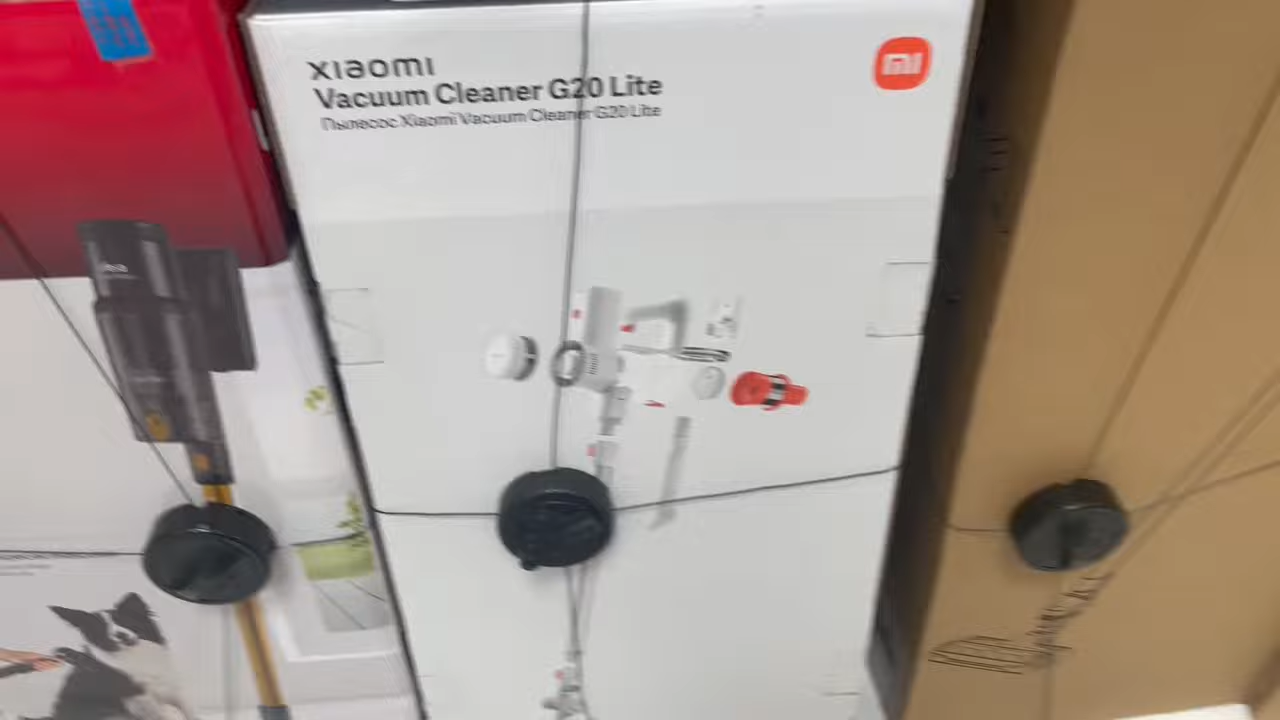 xiaomi
Vacuum Cleaner G20 Lite
Пылесос Xiaomi Vacuum Cleaner G20 Lite
mi